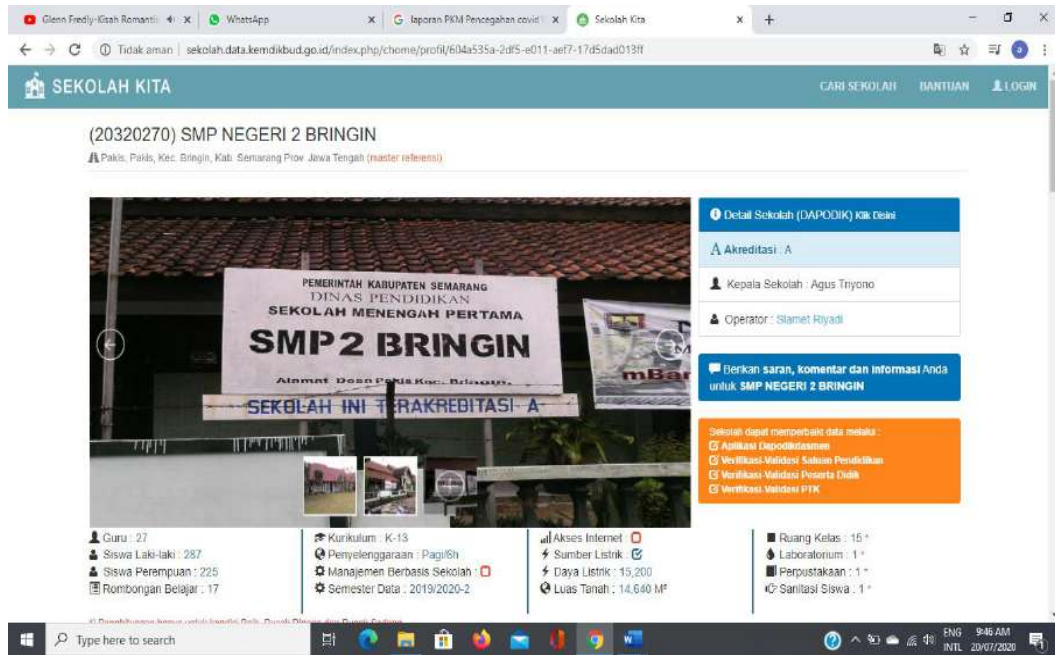 Glenn Fredly-Kisah Romantis
WhatsApp
laporan PKM Pencegahan covid
Sekolah Kita
Tidak aman | sekolah.data.kemdikbud.go.id/index.php/chome/profil/604a535a-2df5-e011-aef7-17d5dad013ff
SEKOLAH KITA
CARI SEKOLAH BANTUAN LOGIN
(20320270) SMP NEGERI 2 BRINGIN
Pakis, Pakis, Kec. Bringin, Kab. Semarang Prov. Jawa Tengah (master referensi)
PEMERINTAH KABUPATEN SEMARANG
DINAS PENDIDIKAN
SEKOLAH MENENGAH PERTAMA
SMP 2 BRINGIN
Alamat Desa Pakis Kec. Bringin.
SEKOLAH INI TERAKREDITASI A
mBar
Detail Sekolah (DAPODIK) Klik Disini
A Akreditasi : A
Kepala Sekolah : Agus Triyono
Operator : Slamet Riyadi
Berikan saran, komentar dan informasi Anda
untuk SMP NEGERI 2 BRINGIN
Sekolah dapat memperbaiki data melalui :
Aplikasi Dapodikdasmen
Verifikasi-Validasi Satuan Pendidikan
Verifikasi-Validasi Peserta Didik
Verifikasi-Validasi PTK
Guru : 27
Siswa Laki-laki : 287
Siswa Perempuan : 225
Rombongan Belajar : 17
Kurikulum : K-13
Penyelenggaraan : Pagi/6h
Manajemen Berbasis Sekolah :
Semester Data : 2019/2020-2
Akses Internet :
Sumber Listrik :
Daya Listrik : 15,200
Luas Tanah : 14,640 M²
Ruang Kelas : 15 *
Laboratorium : 1 *
Perpustakaan : 1 *
Sanitasi Siswa : 1 *
Type here to search
ENG
INTL
9:46 AM
20/07/2020